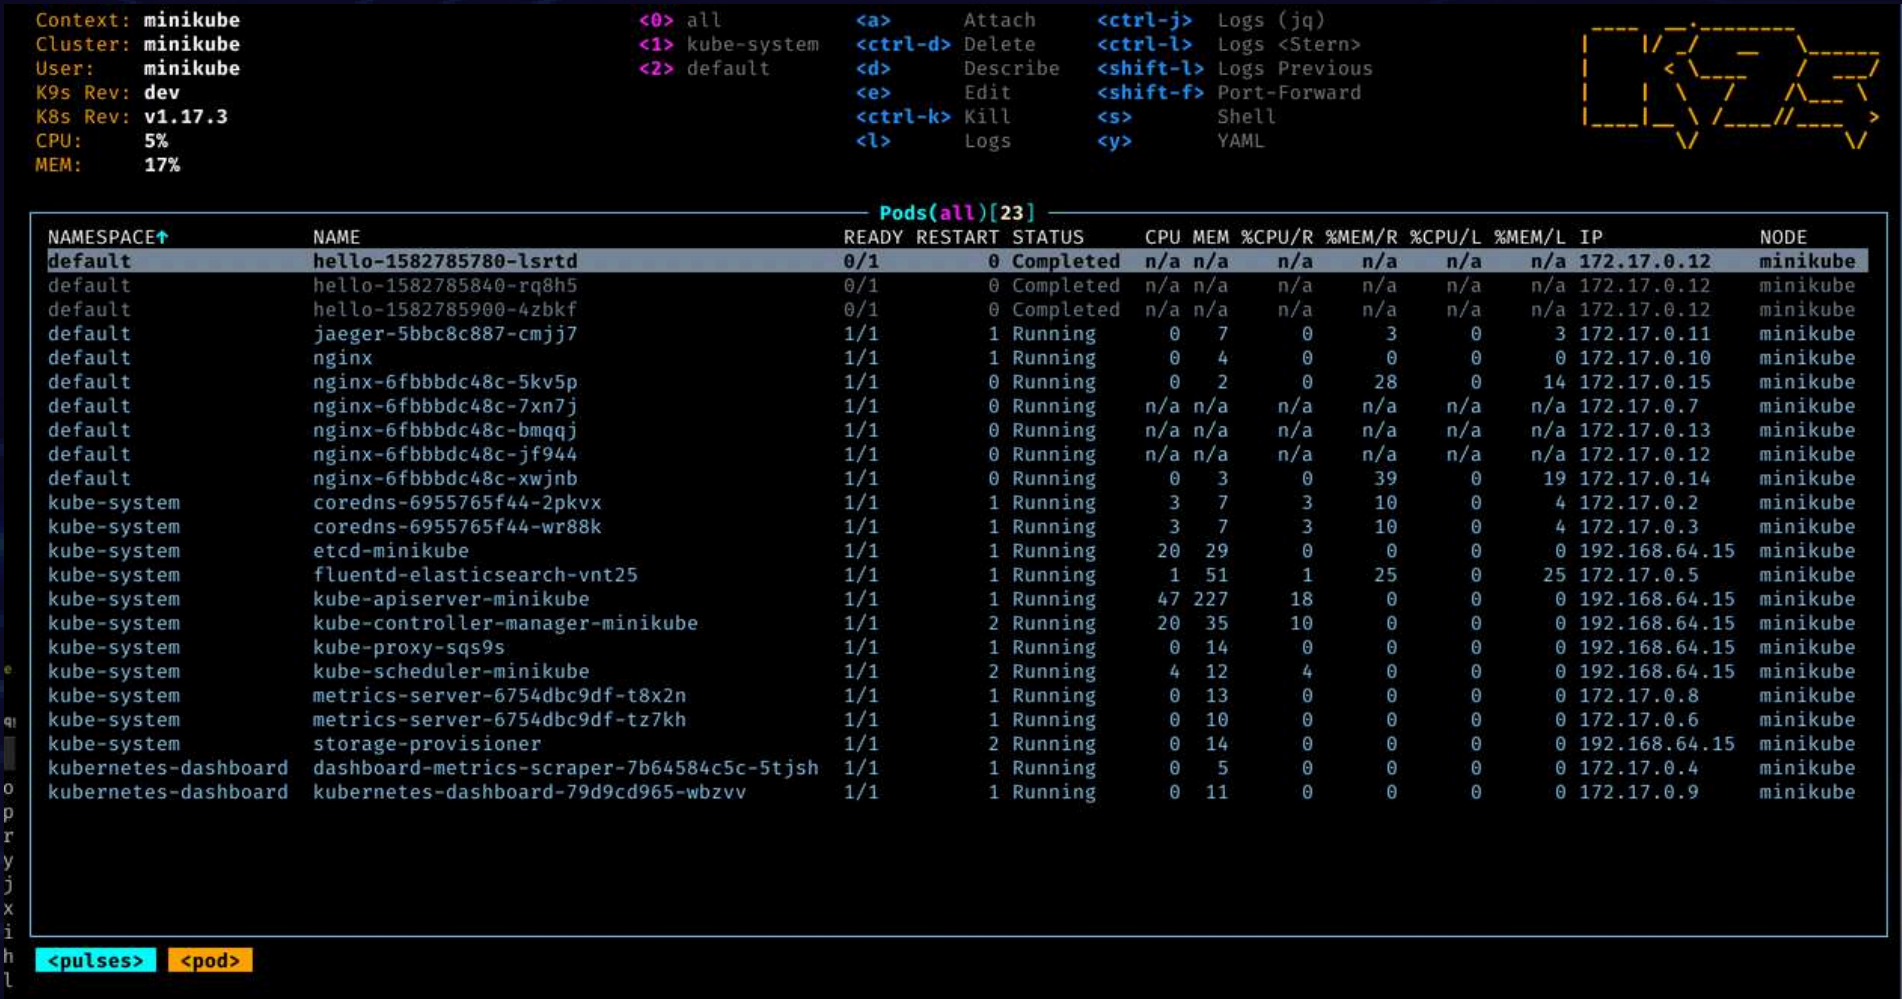 Context: minikube <0> all <a> Attach <ctrl-j> Logs (jq)
Cluster: minikube <1> kube-system <ctrl-d> Delete <ctrl-l> Logs <Stern>
User: minikube <2> default <d> Describe <shift-l> Logs Previous
K9s Rev: dev <e> Edit <shift-f> Port-Forward
K8s Rev: v1.17.3 <ctrl-k> Kill <s> Shell
CPU: 5% <l> Logs <y> YAML
MEM: 17%
K9s
Pods(all)[23]
NAMESPACE↑ NAME READY RESTART STATUS CPU MEM %CPU/R %MEM/R %CPU/L %MEM/L IP NODE
default hello-1582785780-lsrtd 0/1 0 Completed n/a n/a n/a n/a n/a n/a 172.17.0.12 minikube
default hello-1582785840-rq8h5 0/1 0 Completed n/a n/a n/a n/a n/a n/a 172.17.0.12 minikube
default hello-1582785900-4zbkf 0/1 0 Completed n/a n/a n/a n/a n/a n/a 172.17.0.12 minikube
default jaeger-5bbc8c887-cmjj7 1/1 1 Running 0 7 0 3 0 3 172.17.0.11 minikube
default nginx 1/1 1 Running 0 4 0 0 0 0 172.17.0.10 minikube
default nginx-6fbbbdc48c-5kv5p 1/1 0 Running 0 2 0 28 0 14 172.17.0.15 minikube
default nginx-6fbbbdc48c-7xn7j 1/1 0 Running n/a n/a n/a n/a n/a n/a 172.17.0.7 minikube
default nginx-6fbbbdc48c-bmqqj 1/1 0 Running n/a n/a n/a n/a n/a n/a 172.17.0.13 minikube
default nginx-6fbbbdc48c-jf944 1/1 0 Running n/a n/a n/a n/a n/a n/a 172.17.0.12 minikube
default nginx-6fbbbdc48c-xwjnb 1/1 0 Running 0 3 0 39 0 19 172.17.0.14 minikube
kube-system coredns-6955765f44-2pkvx 1/1 1 Running 3 7 3 10 0 4 172.17.0.2 minikube
kube-system coredns-6955765f44-wr88k 1/1 1 Running 3 7 3 10 0 4 172.17.0.3 minikube
kube-system etcd-minikube 1/1 1 Running 20 29 0 0 0 0 192.168.64.15 minikube
kube-system fluentd-elasticsearch-vnt25 1/1 1 Running 1 51 1 25 0 25 172.17.0.5 minikube
kube-system kube-apiserver-minikube 1/1 1 Running 47 227 18 0 0 0 192.168.64.15 minikube
kube-system kube-controller-manager-minikube 1/1 2 Running 20 35 10 0 0 0 192.168.64.15 minikube
kube-system kube-proxy-sqs9s 1/1 1 Running 0 14 0 0 0 0 192.168.64.15 minikube
kube-system kube-scheduler-minikube 1/1 2 Running 4 12 4 0 0 0 192.168.64.15 minikube
kube-system metrics-server-6754dbc9df-t8x2n 1/1 1 Running 0 13 0 0 0 0 172.17.0.8 minikube
kube-system metrics-server-6754dbc9df-tz7kh 1/1 1 Running 0 10 0 0 0 0 172.17.0.6 minikube
kube-system storage-provisioner 1/1 2 Running 0 14 0 0 0 0 192.168.64.15 minikube
kubernetes-dashboard dashboard-metrics-scraper-7b64584c5c-5tjsh 1/1 1 Running 0 5 0 0 0 0 172.17.0.4 minikube
kubernetes-dashboard kubernetes-dashboard-79d9cd965-wbzvv 1/1 1 Running 0 11 0 0 0 0 172.17.0.9 minikube
<pulses> <pod>